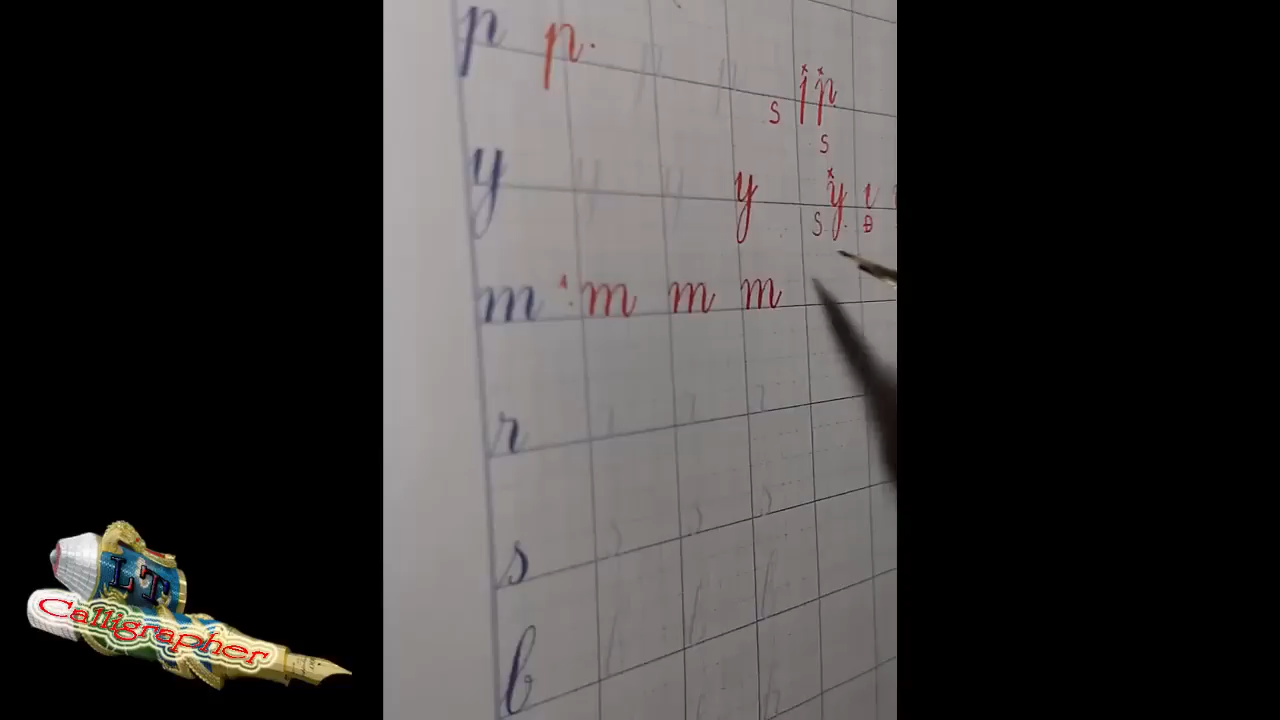 p p. p
S
S
y y y ı
S. Đ
m m m m
r
s
b
LT
Calligrapher